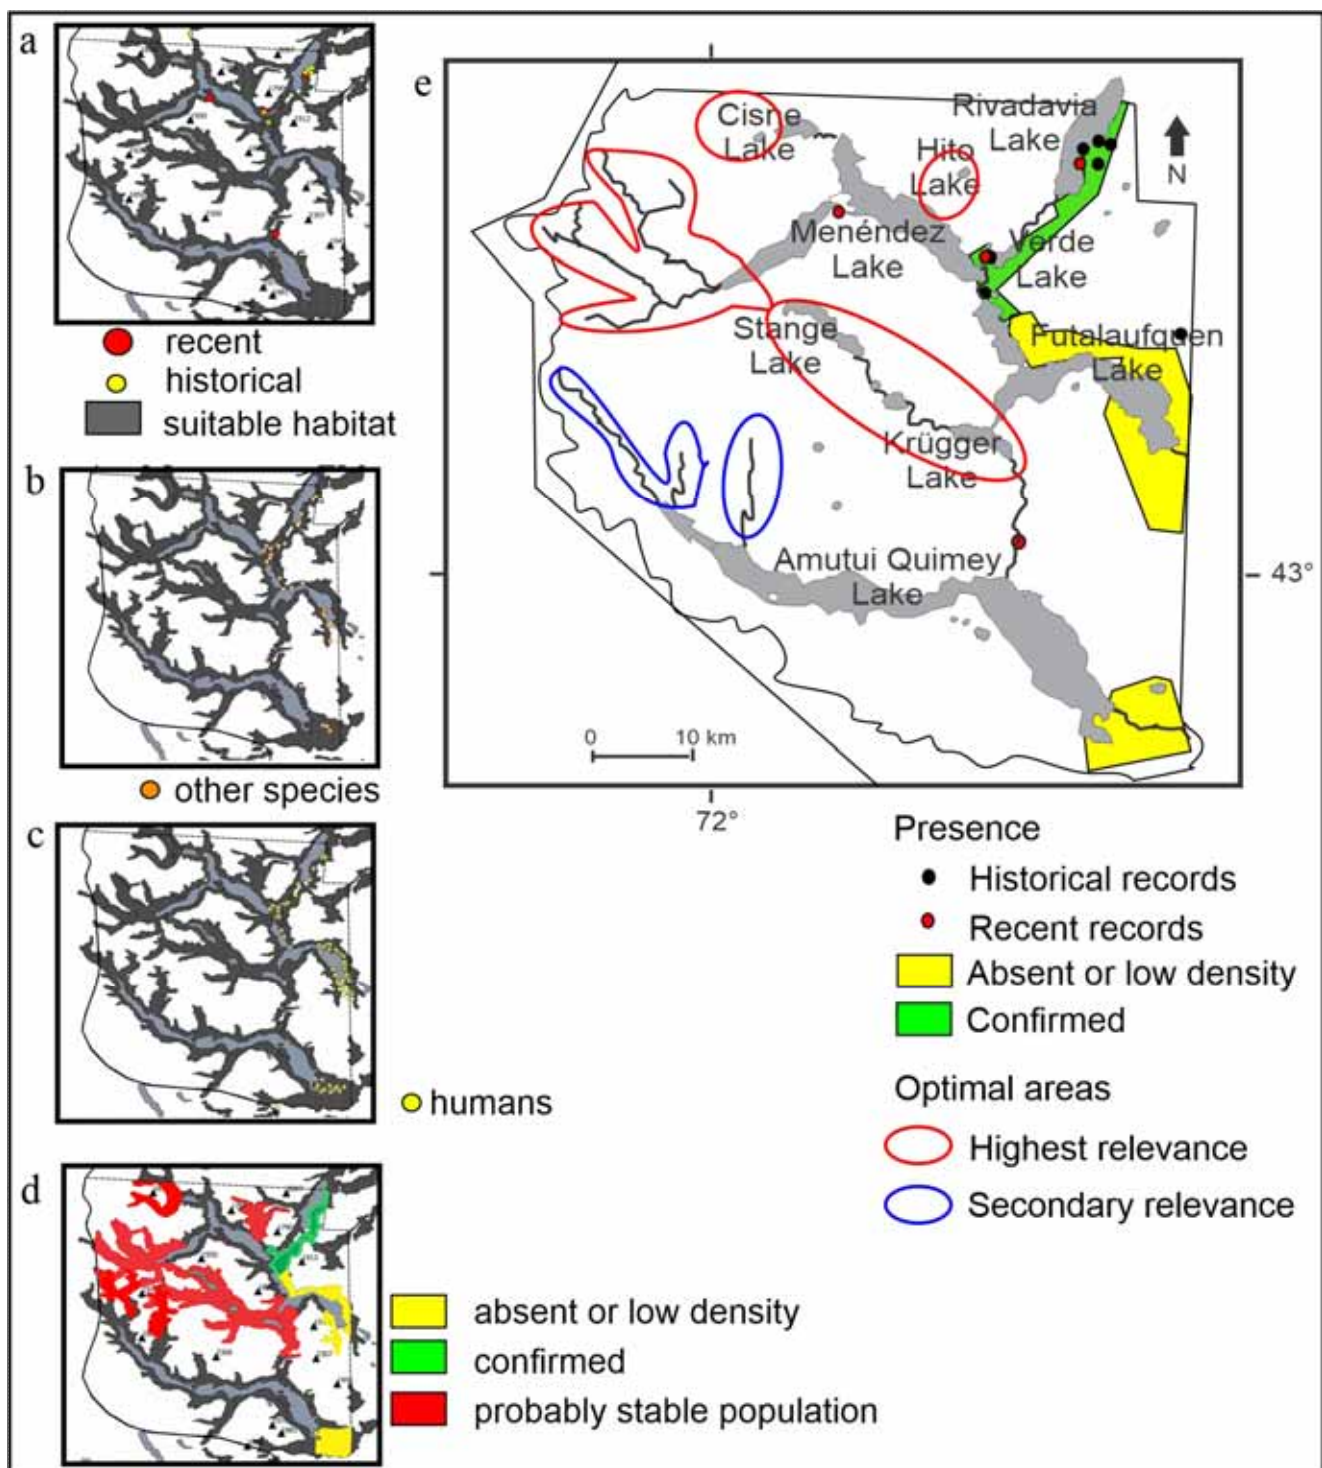 a
recent
historical
suitable habitat
b
other species
c
humans
d
absent or low density
confirmed
probably stable population
e
Cisne
Lake
Rivadavia
Lake
Hito
Lake
N
Menéndez
Lake
Verde
Lake
Stange
Lake
Futalaufquen
Lake
Krügger
Lake
Amutui Quimey
Lake
43°
0 10 km
72°
Presence
Historical records
Recent records
Absent or low density
Confirmed
Optimal areas
Highest relevance
Secondary relevance